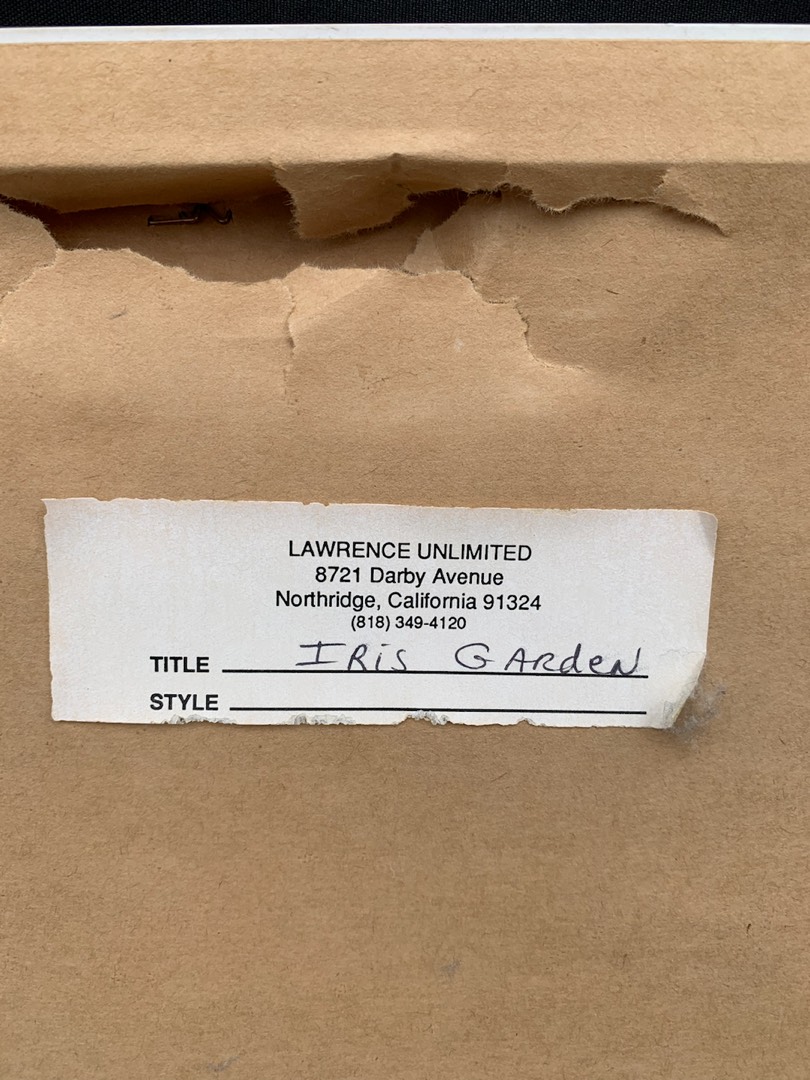 LAWRENCE UNLIMITED
8721 Darby Avenue
Northridge, California 91324
(818) 349-4120
TITLE IRis GARdeN
STYLE